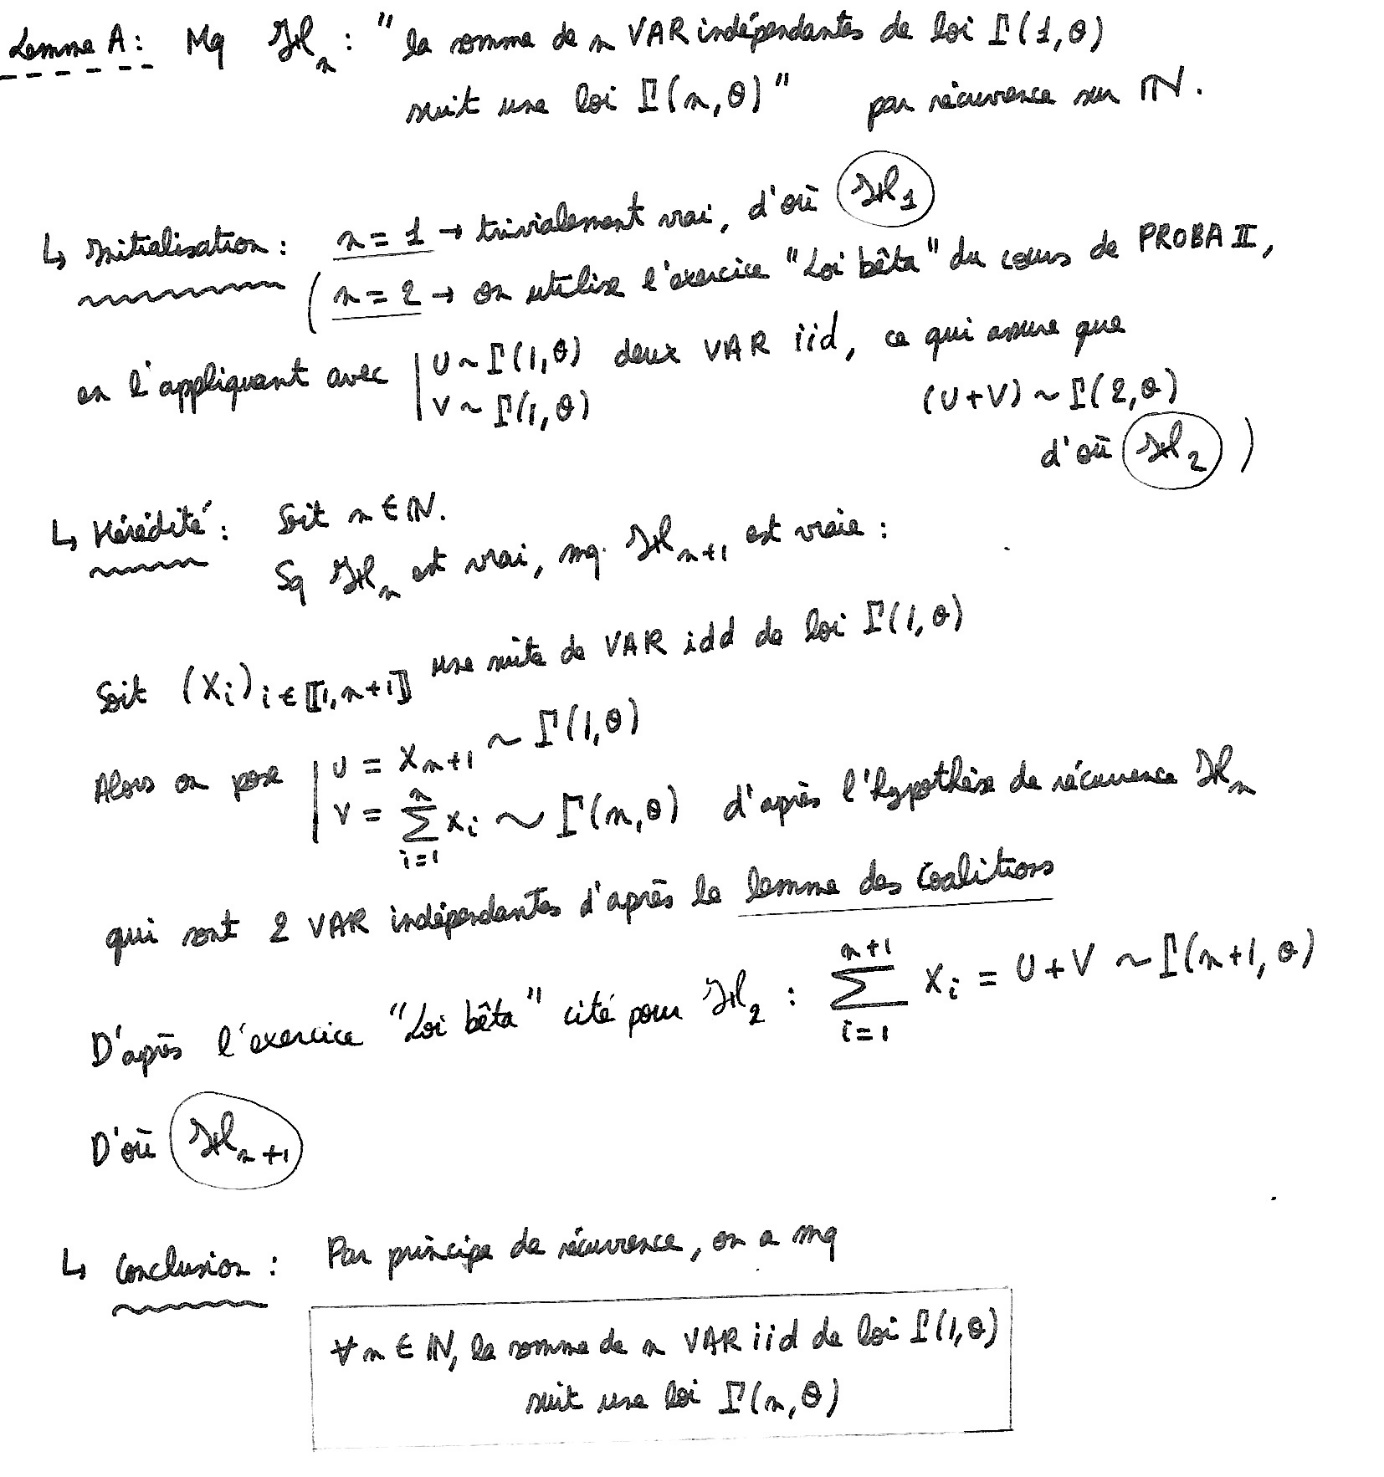 Lemme A : Mq ℋ_n : "la somme de n VAR indépendantes de loi Γ(1,θ)
suit une loi Γ(n,θ)" par récurrence sur ℕ.
↳ Initialisation : n = 1 → trivialement vrai, d'où ℋ_1
( n = 2 → on utilise l'exercice "Loi bêta" du cours de PROBA II,
en l'appliquant avec | U ~ Γ(1,θ) deux VAR iid, ce qui assure que
| V ~ Γ(1,θ) (U+V) ~ Γ(2,θ)
d'où ℋ_2 )
↳ Hérédité : Soit n ∈ ℕ.
Sq ℋ_n est vrai, mq. ℋ_{n+1} est vraie :
Soit (X_i)_{i ∈ ⟦1,n+1⟧} une suite de VAR idd de loi Γ(1,θ)
Alors on pose | U = X_{n+1} ~ Γ(1,θ)
| V = ∑_{i=1}^{n} X_i ~ Γ(n,θ) d'après l'hypothèse de récurrence ℋ_n
qui sont 2 VAR indépendantes d'après le lemme des Coalitions
D'après l'exercice "Loi bêta" cité pour ℋ_2 : ∑_{i=1}^{n+1} X_i = U+V ~ Γ(n+1,θ)
D'où ℋ_{n+1}
↳ Conclusion : Par principe de récurrence, on a mq
∀n ∈ ℕ, la somme de n VAR iid de loi Γ(1,θ)
suit une loi Γ(n,θ)